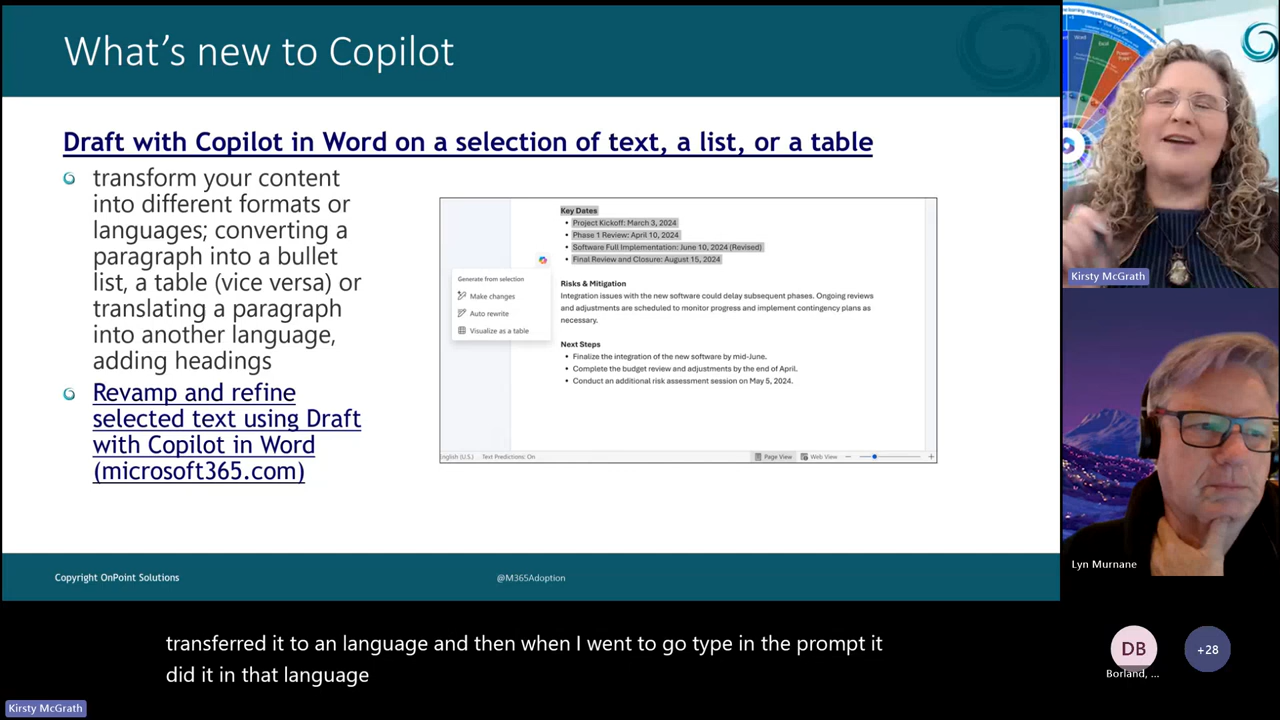 What's new to Copilot
Draft with Copilot in Word on a selection of text, a list, or a table
transform your content
into different formats or
languages; converting a
paragraph into a bullet
list, a table (vice versa) or
translating a paragraph
into another language,
adding headings
Revamp and refine
selected text using Draft
with Copilot in Word
(microsoft365.com)
Key Dates
• Project Kickoff: March 3, 2024
• Phase 1 Review: April 10, 2024
• Software Full Implementation: June 10, 2024 (Revised)
• Final Review and Closure: August 15, 2024
Generate from selection
Make changes
Auto rewrite
Visualize as a table
Risks & Mitigation
Integration issues with the new software could delay subsequent phases. Ongoing reviews
and adjustments are scheduled to monitor progress and implement contingency plans as
necessary.
Next Steps
• Finalize the integration of the new software by mid-June.
• Complete the budget review and adjustments by the end of April.
• Conduct an additional risk assessment session on May 5, 2024.
nglish (U.S.) Text Predictions: On
Page View Web View
Copyright OnPoint Solutions
@M365Adoption
Word
Excel
Kirsty McGrath
Lyn Murnane
DB
Borland, ...
+28
transferred it to an language and then when I went to go type in the prompt it
did it in that language
Kirsty McGrath